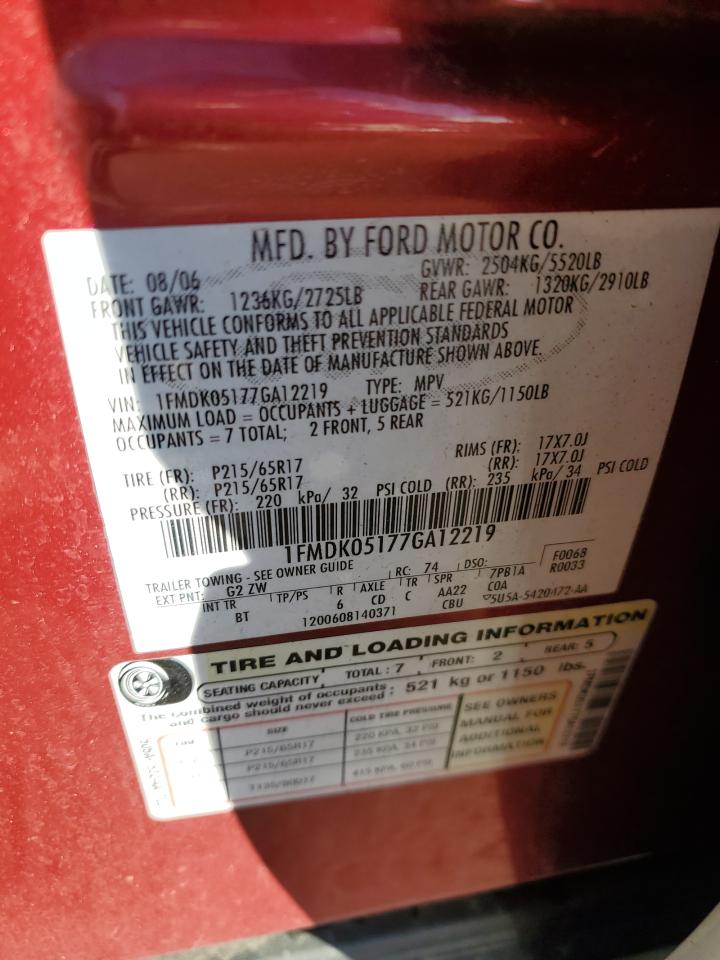 MFD. BY FORD MOTOR CO.
DATE: 08/06 GVWR: 2504KG/5520LB
FRONT GAWR: 1236KG/2725LB REAR GAWR: 1320KG/2910LB
THIS VEHICLE CONFORMS TO ALL APPLICABLE FEDERAL MOTOR
VEHICLE SAFETY AND THEFT PREVENTION STANDARDS
IN EFFECT ON THE DATE OF MANUFACTURE SHOWN ABOVE.
VIN: 1FMDK05177GA12219 TYPE: MPV
MAXIMUM LOAD = OCCUPANTS + LUGGAGE = 521KG/1150LB
OCCUPANTS = 7 TOTAL; 2 FRONT, 5 REAR
TIRE (FR): P215/65R17 RIMS (FR): 17X7.0J
(RR): P215/65R17 (RR): 17X7.0J
PRESSURE (FR): 220 kPa/ 32 PSI COLD (RR): 235 kPa/ 34 PSI COLD
1FMDK05177GA12219
TRAILER TOWING - SEE OWNER GUIDE F0068
EXT PNT: G2 ZW RC: 74 DSO: R0033
INT TR TP/PS R AXLE TR SPR 7PB1A
BT 6 CD C AA22 C0A
1200608140371 CBU 5U5A-5420472-AA
TIRE AND LOADING INFORMATION
SEATING CAPACITY TOTAL: 7 FRONT: 2 REAR: 5
The combined weight of occupants and cargo should never exceed: 521 kg or 1150 lbs.
SIZE COLD TIRE PRESSURE SEE OWNERS
P215/65R17 220 KPA, 32 PSI MANUAL FOR
P215/65R17 235 KPA, 34 PSI ADDITIONAL
INFORMATION